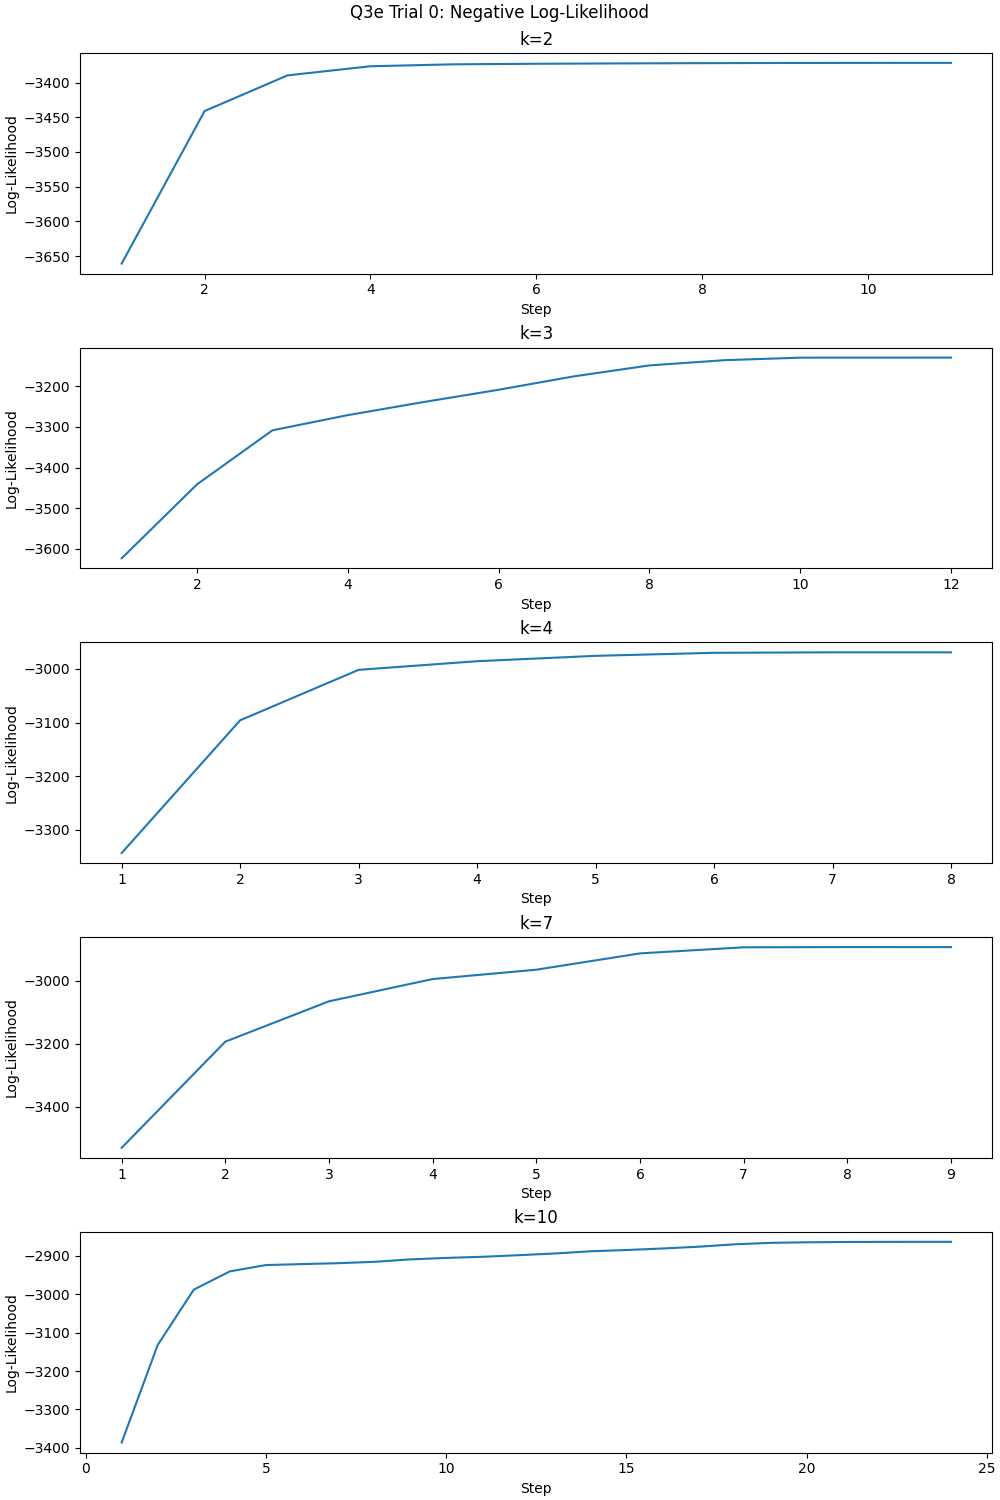 Q3e Trial 0: Negative Log-Likelihood
k=2
−3400
−3450
−3500
−3550
−3600
−3650
Log-Likelihood
2 4 6 8 10
Step
k=3
−3200
−3300
−3400
−3500
−3600
Log-Likelihood
2 4 6 8 10 12
Step
k=4
−3000
−3100
−3200
−3300
Log-Likelihood
1 2 3 4 5 6 7 8
Step
k=7
−3000
−3200
−3400
Log-Likelihood
1 2 3 4 5 6 7 8 9
Step
k=10
−2900
−3000
−3100
−3200
−3300
−3400
Log-Likelihood
0 5 10 15 20 25
Step